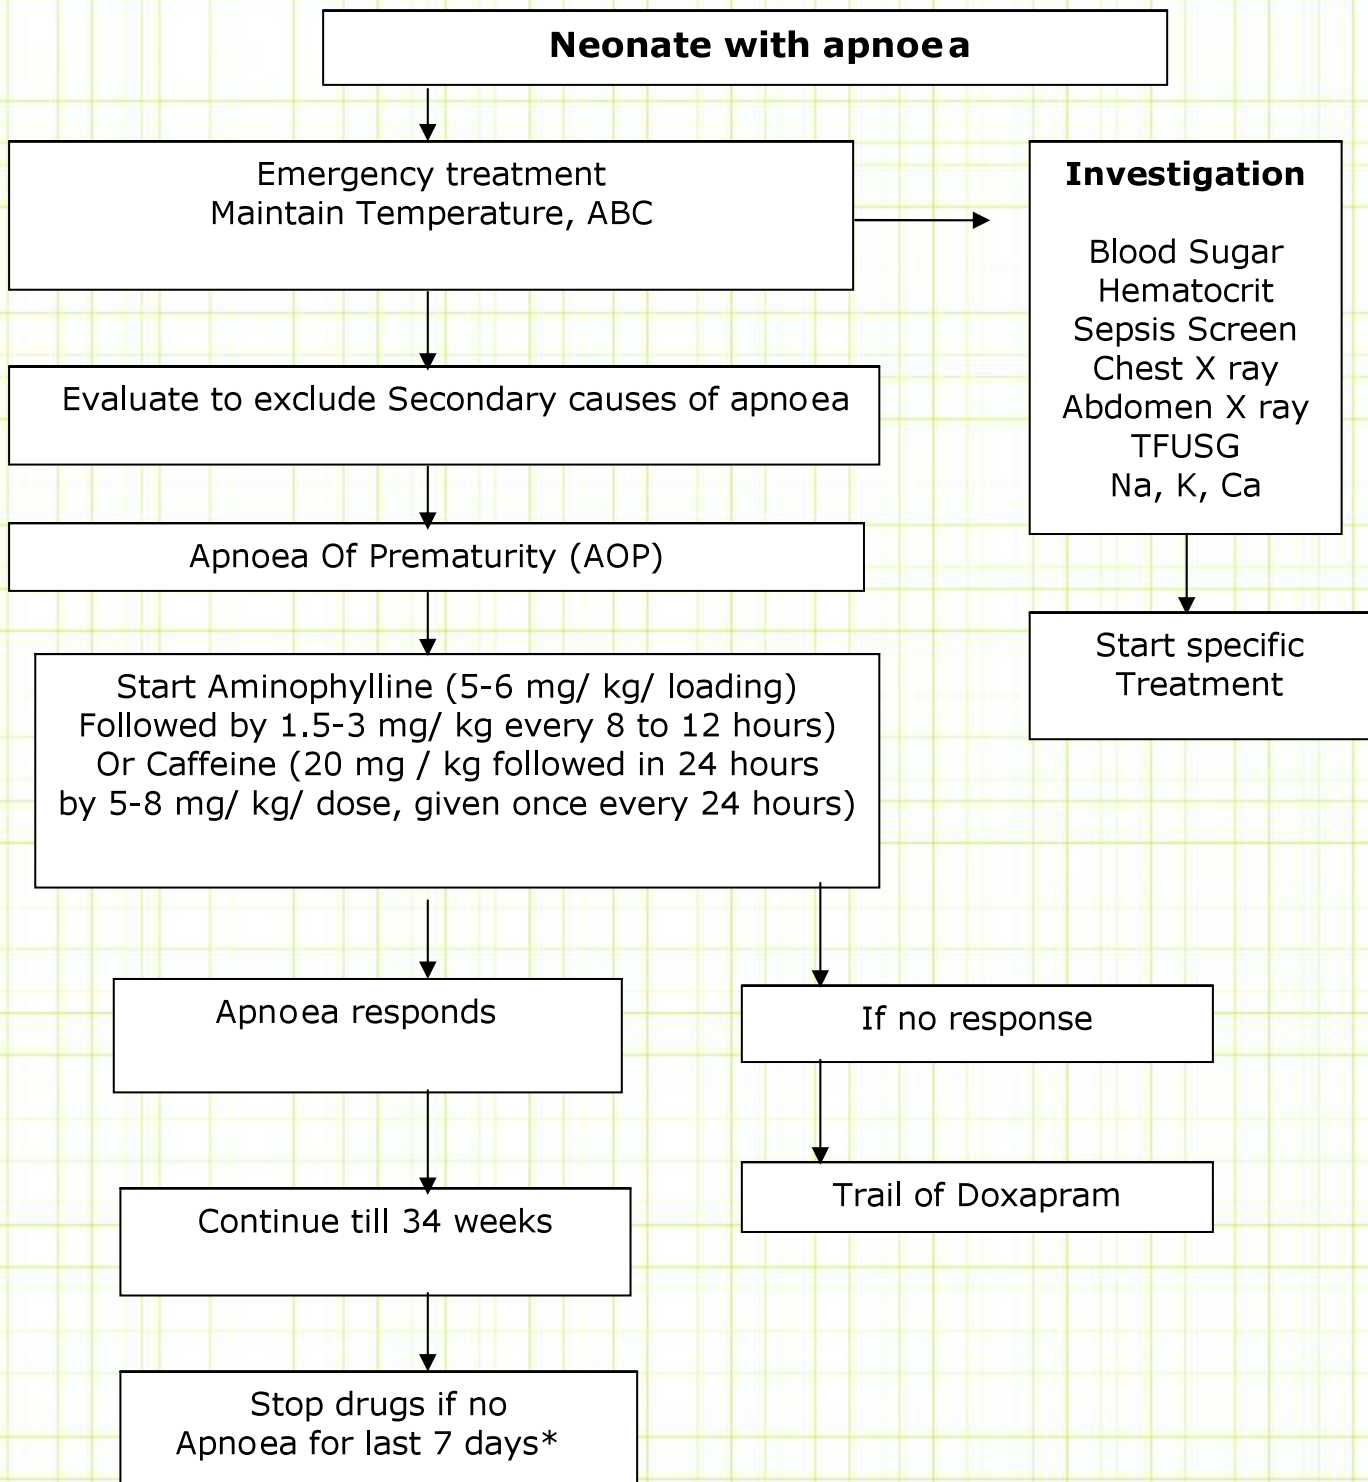 Neonate with apnoea
Emergency treatment
Maintain Temperature, ABC
Investigation
Blood Sugar
Hematocrit
Sepsis Screen
Chest X ray
Abdomen X ray
TFUSG
Na, K, Ca
Start specific
Treatment
Evaluate to exclude Secondary causes of apnoea
Apnoea Of Prematurity (AOP)
Start Aminophylline (5-6 mg/ kg/ loading)
Followed by 1.5-3 mg/ kg every 8 to 12 hours)
Or Caffeine (20 mg / kg followed in 24 hours
by 5-8 mg/ kg/ dose, given once every 24 hours)
Apnoea responds
Continue till 34 weeks
Stop drugs if no
Apnoea for last 7 days*
If no response
Trail of Doxapram